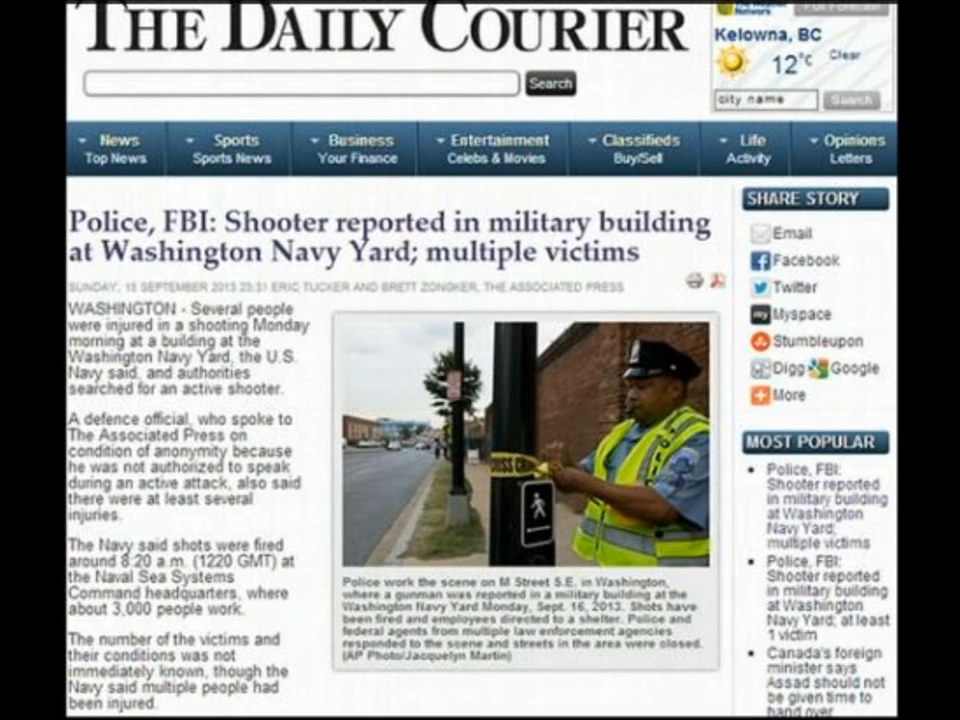 THE DAILY COURIER
Search
Kelowna, BC
12°C Clear
city name
Search
News
Top News
Sports
Sports News
Business
Your Finance
Entertainment
Celebs & Movies
Classifieds
Buy/Sell
Life
Activity
Opinions
Letters
Police, FBI: Shooter reported in military building
at Washington Navy Yard; multiple victims
SUNDAY, 15 SEPTEMBER 2013 23:31 ERIC TUCKER AND BRETT ZONGKER, THE ASSOCIATED PRESS
WASHINGTON - Several people
were injured in a shooting Monday
morning at a building at the
Washington Navy Yard, the U.S.
Navy said, and authorities
searched for an active shooter.
A defence official, who spoke to
The Associated Press on
condition of anonymity because
he was not authorized to speak
during an active attack, also said
there were at least several
injuries.
The Navy said shots were fired
around 8:20 a.m. (1220 GMT) at
the Naval Sea Systems
Command headquarters, where
about 3,000 people work.
The number of the victims and
their conditions was not
immediately known, though the
Navy said multiple people had
been injured.
Police work the scene on M Street S.E. in Washington,
where a gunman was reported in a military building at the
Washington Navy Yard Monday, Sept. 16, 2013. Shots have
been fired and employees directed to a shelter. Police and
federal agents from multiple law enforcement agencies
responded to the scene and streets in the area were closed.
(AP Photo/Jacquelyn Martin)
SHARE STORY
Email
Facebook
Twitter
my Myspace
Stumbleupon
Digg Google
More
MOST POPULAR
• Police, FBI:
Shooter reported
in military building
at Washington
Navy Yard;
multiple victims
• Police, FBI:
Shooter reported
in military building
at Washington
Navy Yard; at least
1 victim
• Canada's foreign
minister says
Assad should not
be given time to
hand over